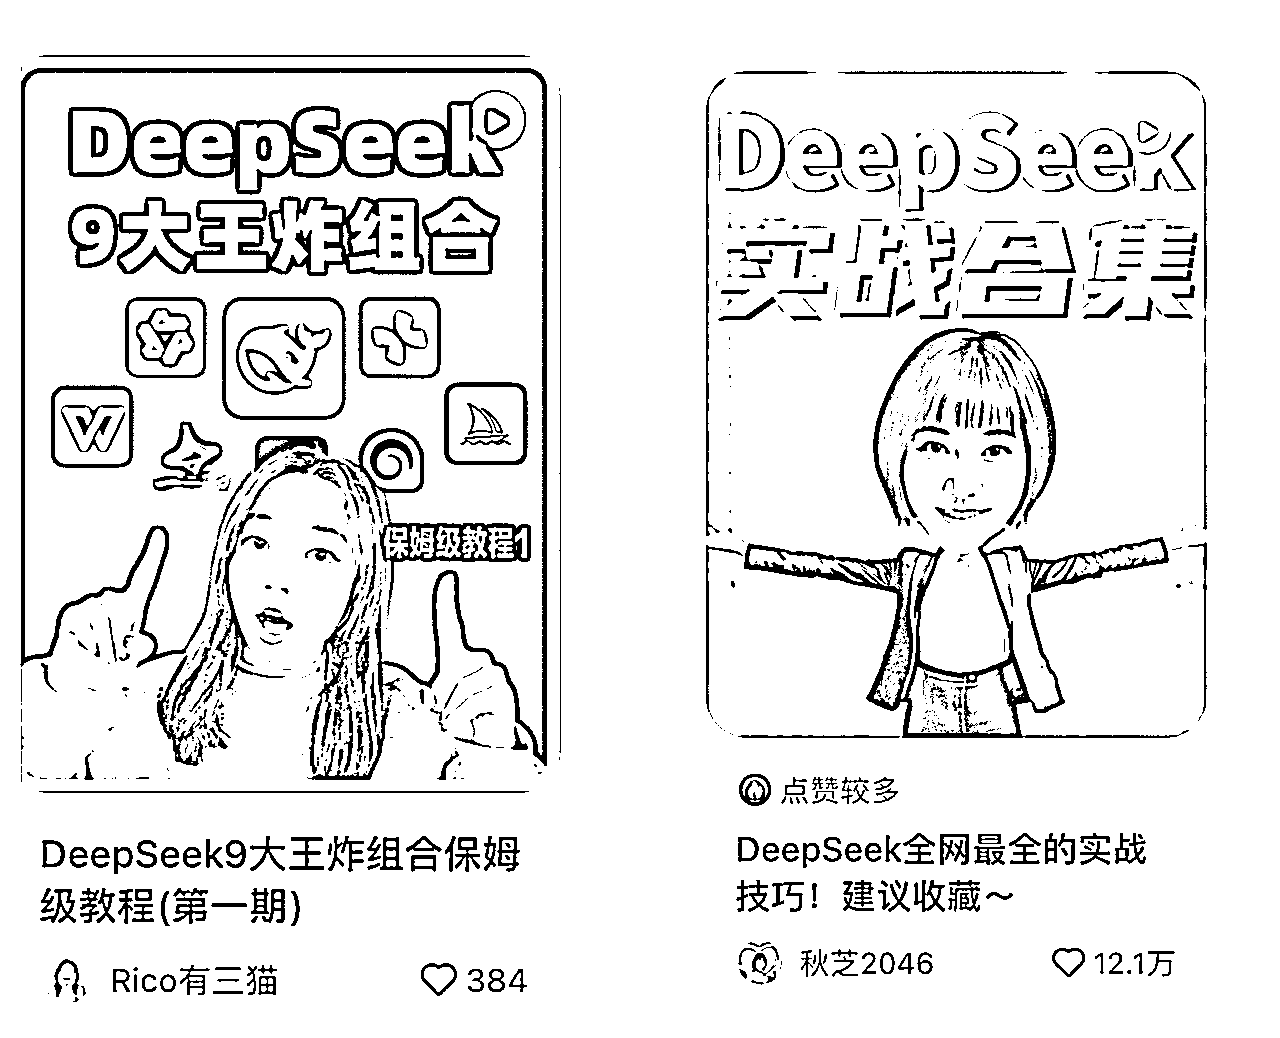 DeepSeek
9大王炸组合
保姆级教程1
DeepSeek9大王炸组合保姆
级教程(第一期)
Rico有三猫
384
DeepSeek
实战合集
点赞较多
DeepSeek全网最全的实战
技巧！建议收藏～
秋芝2046
12.1万